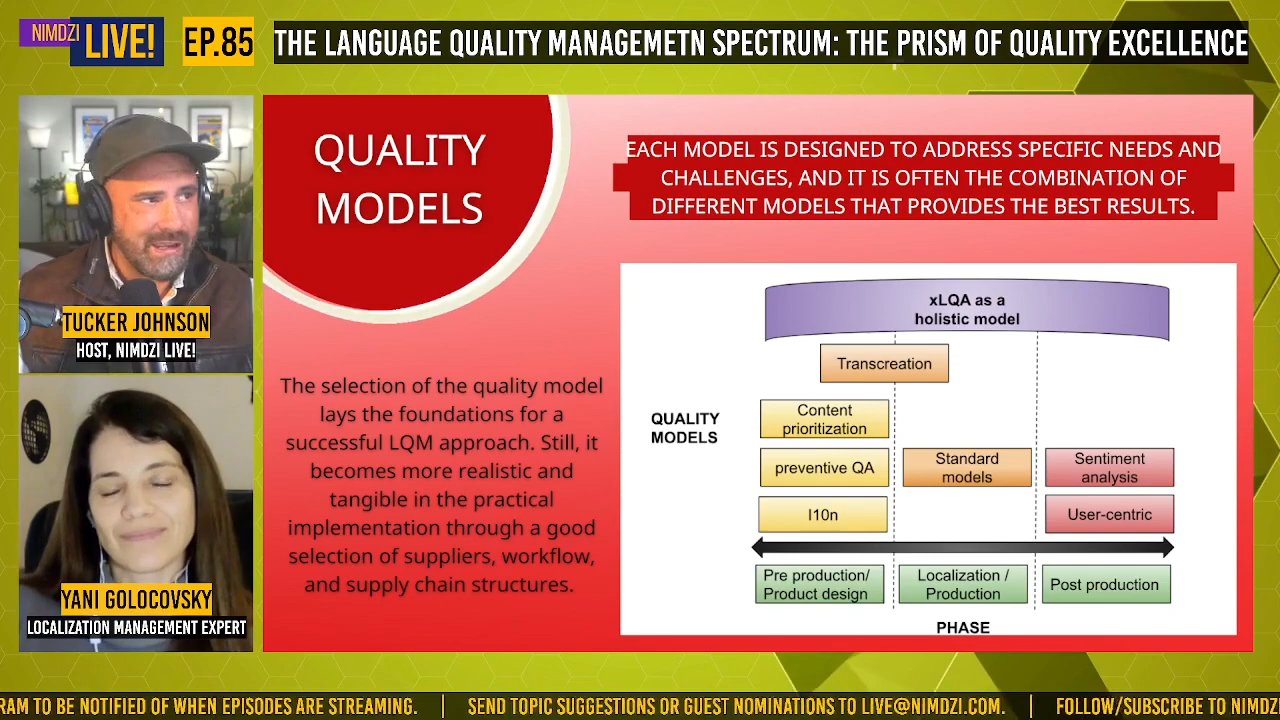 NIMDZI LIVE!
EP.85
THE LANGUAGE QUALITY MANAGEMETN SPECTRUM: THE PRISM OF QUALITY EXCELLENCE
TUCKER JOHNSON
HOST, NIMDZI LIVE!
YANI GOLOCOVSKY
LOCALIZATION MANAGEMENT EXPERT
QUALITY
MODELS
The selection of the quality model
lays the foundations for a
successful LQM approach. Still, it
becomes more realistic and
tangible in the practical
implementation through a good
selection of suppliers, workflow,
and supply chain structures.
EACH MODEL IS DESIGNED TO ADDRESS SPECIFIC NEEDS AND
CHALLENGES, AND IT IS OFTEN THE COMBINATION OF
DIFFERENT MODELS THAT PROVIDES THE BEST RESULTS.
xLQA as a
holistic model
Transcreation
QUALITY
MODELS
Content
prioritization
preventive QA
Standard
models
Sentiment
analysis
l10n
User-centric
Pre production/
Product design
Localization /
Production
Post production
PHASE
RAM TO BE NOTIFIED OF WHEN EPISODES ARE STREAMING. | SEND TOPIC SUGGESTIONS OR GUEST NOMINATIONS TO LIVE@NIMDZI.COM. | FOLLOW/SUBSCRIBE TO NIMDZ